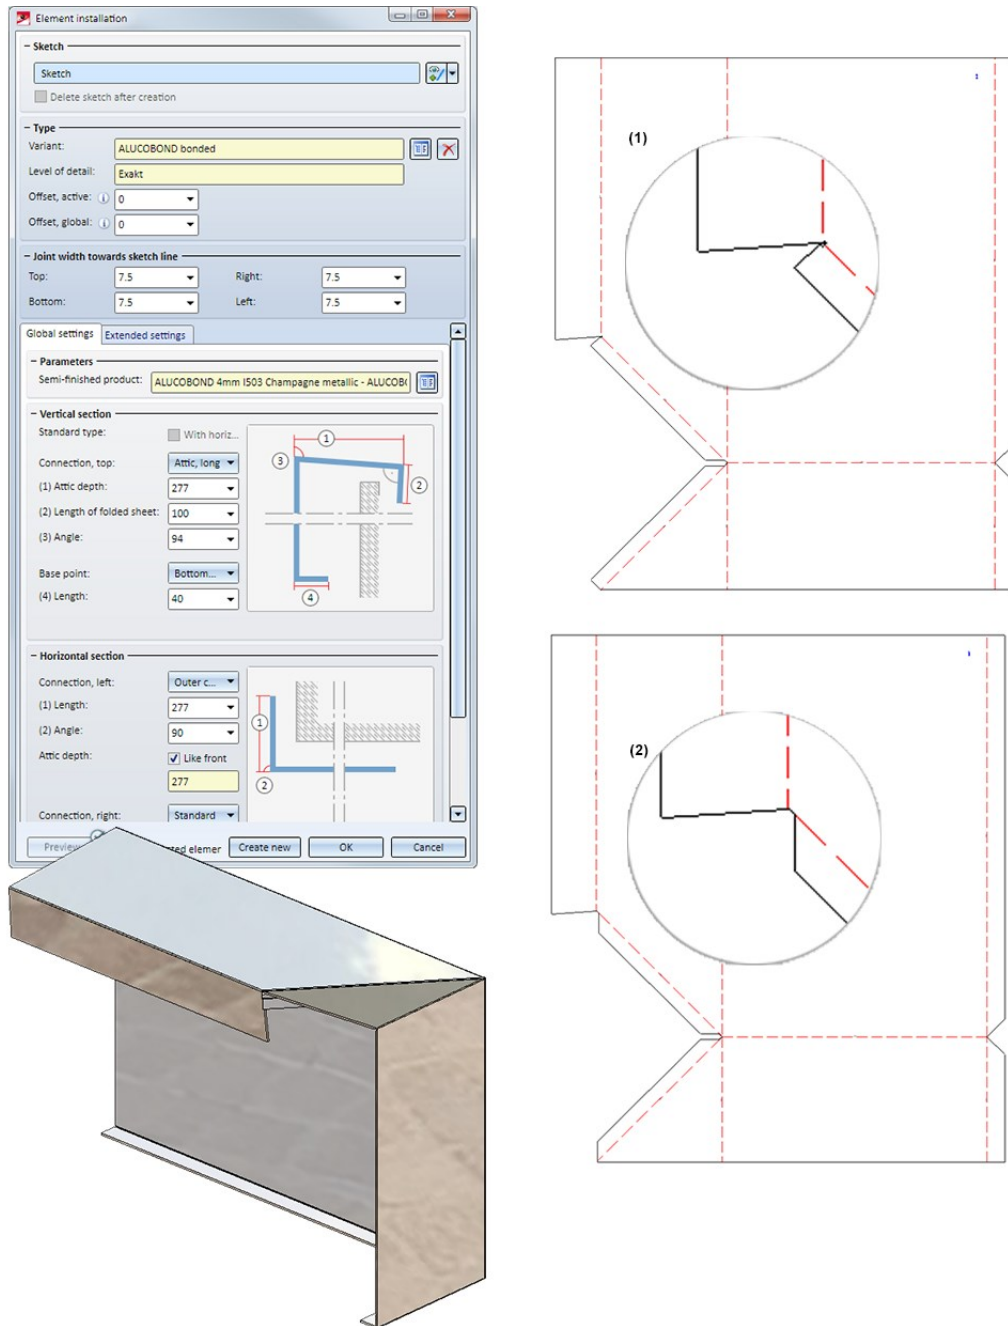 Element installation
Sketch
Sketch
Delete sketch after creation
Type
Variant: ALUCOBOND bonded
Level of detail: Exakt
Offset, active: 0
Offset, global: 0
Joint width towards sketch line
Top: 7.5 Right: 7.5
Bottom: 7.5 Left: 7.5
Global settings Extended settings
Parameters
Semi-finished product: ALUCOBOND 4mm I503 Champagne metallic - ALUCOB(
Vertical section
Standard type: With horiz...
Connection, top: Attic, long
(1) Attic depth: 277
(2) Length of folded sheet: 100
(3) Angle: 94
Base point: Bottom...
(4) Length: 40
1
3
2
4
Horizontal section
Connection, left: Outer c...
(1) Length: 277
(2) Angle: 90
Attic depth: Like front
277
Connection, right: Standard
1
2
Preview zed elemer Create new OK Cancel
(1)
(2)